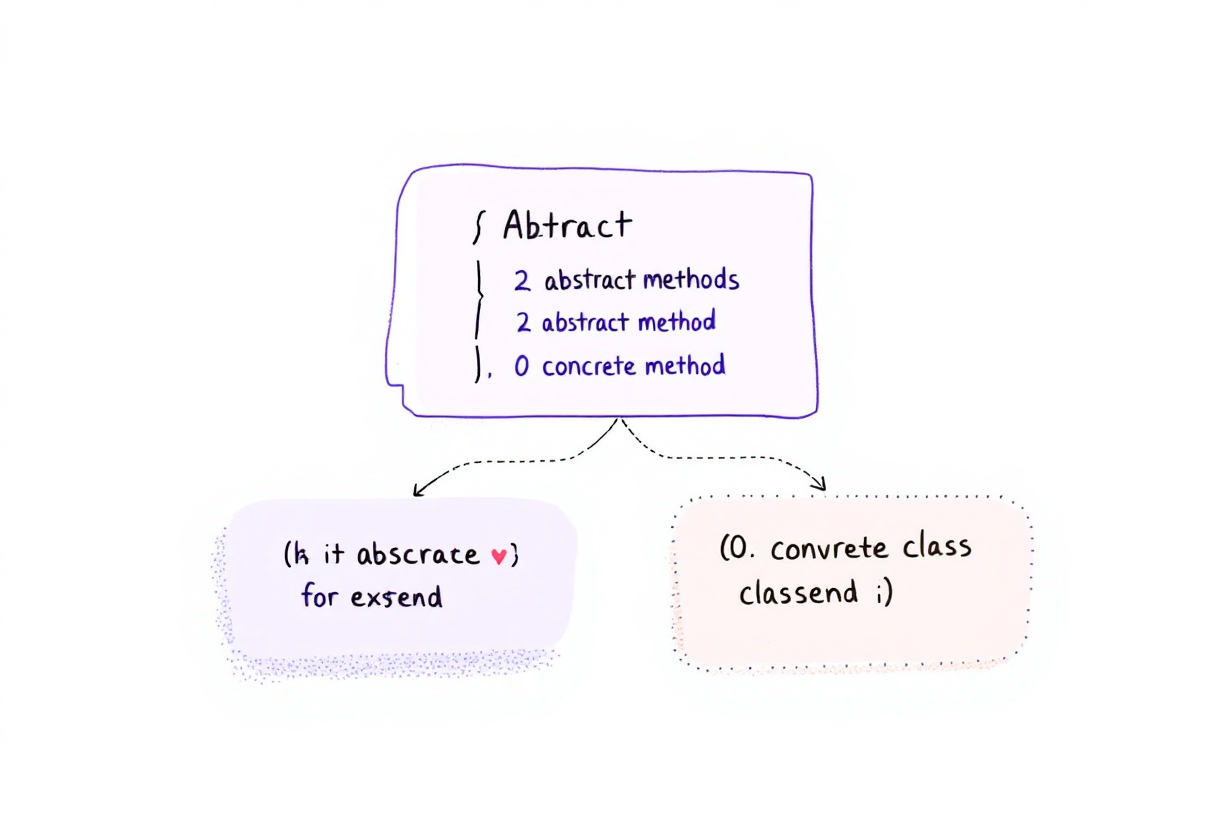 { Abtract
2 abstract methods
2 abstract method
}. 0 concrete method
(k it abscrace ♥)
for exsend
(0. convrete class
classend i)